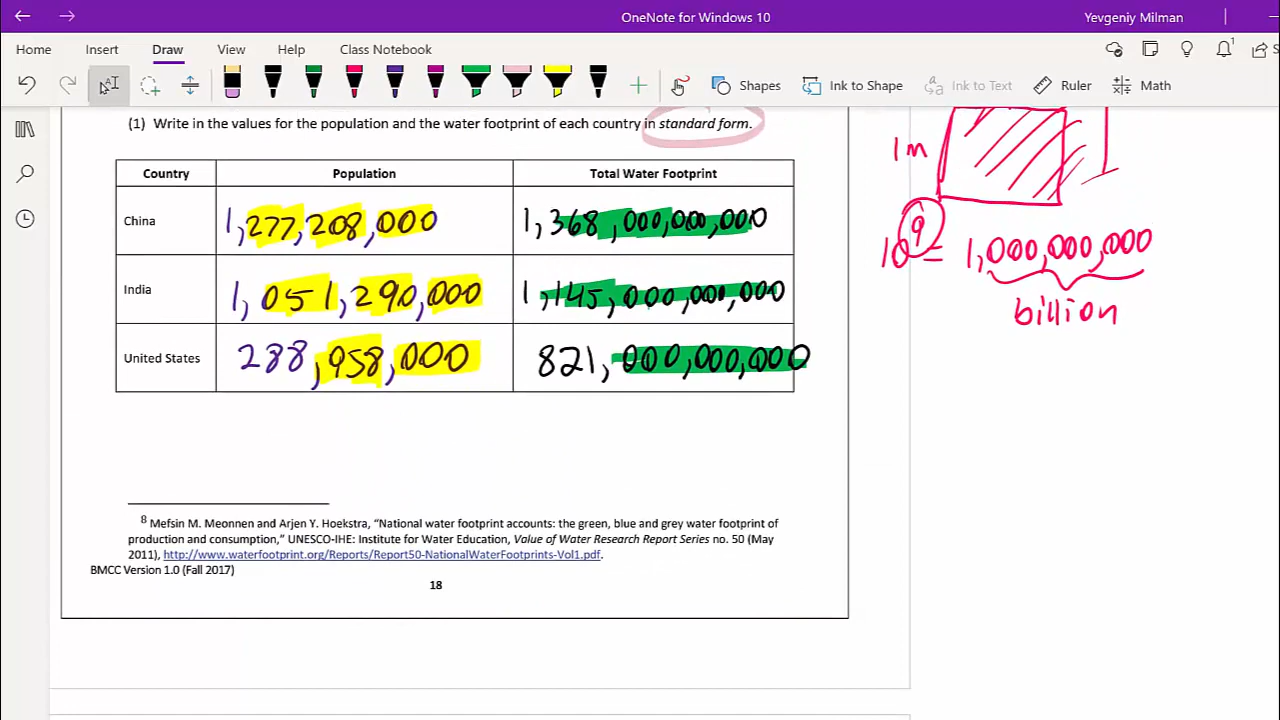 OneNote for Windows 10
Yevgeniy Milman
Home Insert Draw View Help Class Notebook
Shapes Ink to Shape Ink to Text Ruler Math
(1) Write in the values for the population and the water footprint of each country in standard form.
Country Population Total Water Footprint
China 1,277,208,000 1,368,000,000,000
India 1,051,290,000 1,145,000,000,000
United States 288,958,000 821,000,000,000
1m
10⁹ = 1,000,000,000
billion
8 Mefsin M. Meonnen and Arjen Y. Hoekstra, “National water footprint accounts: the green, blue and grey water footprint of
production and consumption,” UNESCO-IHE: Institute for Water Education, Value of Water Research Report Series no. 50 (May
2011), http://www.waterfootprint.org/Reports/Report50-NationalWaterFootprints-Vol1.pdf.
BMCC Version 1.0 (Fall 2017)
18